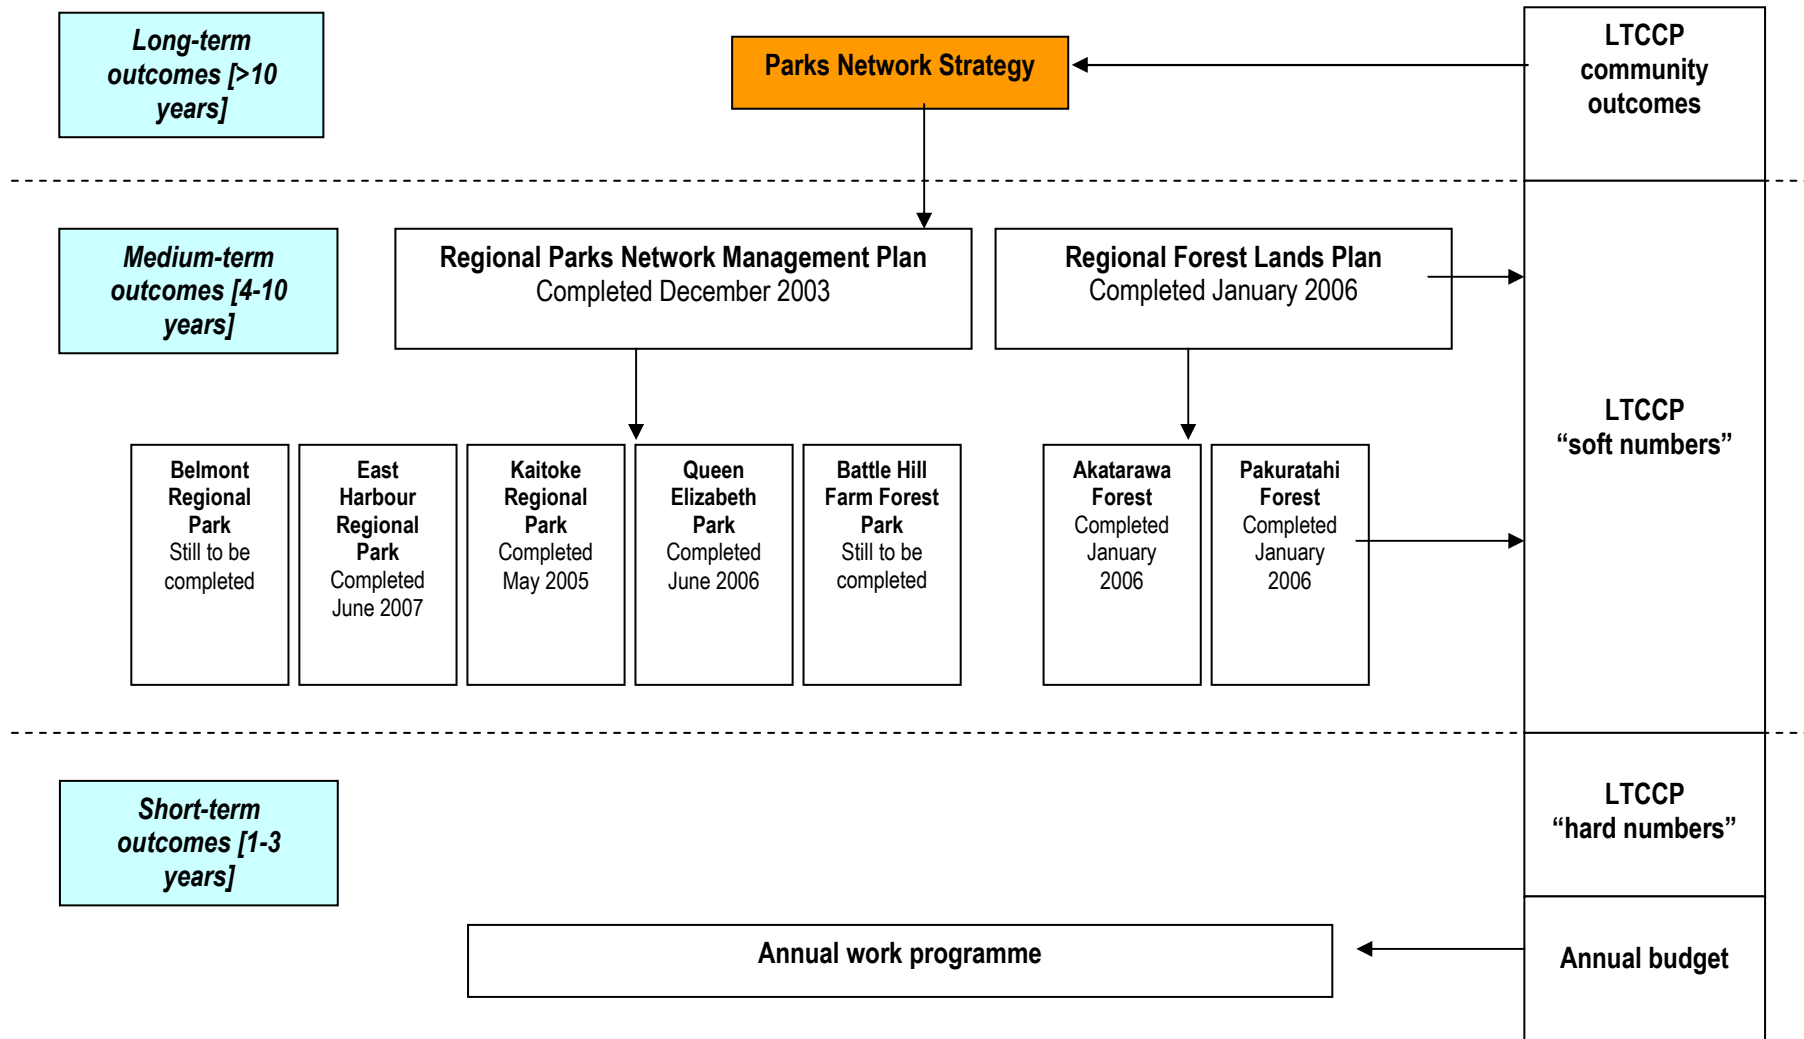 Long-term
outcomes [>10
years]
Parks Network Strategy
LTCCP
community
outcomes
Medium-term
outcomes [4-10
years]
Regional Parks Network Management Plan
Completed December 2003
Regional Forest Lands Plan
Completed January 2006
Belmont
Regional
Park
Still to be
completed
East
Harbour
Regional
Park
Completed
June 2007
Kaitoke
Regional
Park
Completed
May 2005
Queen
Elizabeth
Park
Completed
June 2006
Battle Hill
Farm Forest
Park
Still to be
completed
Akatarawa
Forest
Completed
January
2006
Pakuratahi
Forest
Completed
January
2006
LTCCP
“soft numbers”
Short-term
outcomes [1-3
years]
LTCCP
“hard numbers”
Annual work programme
Annual budget